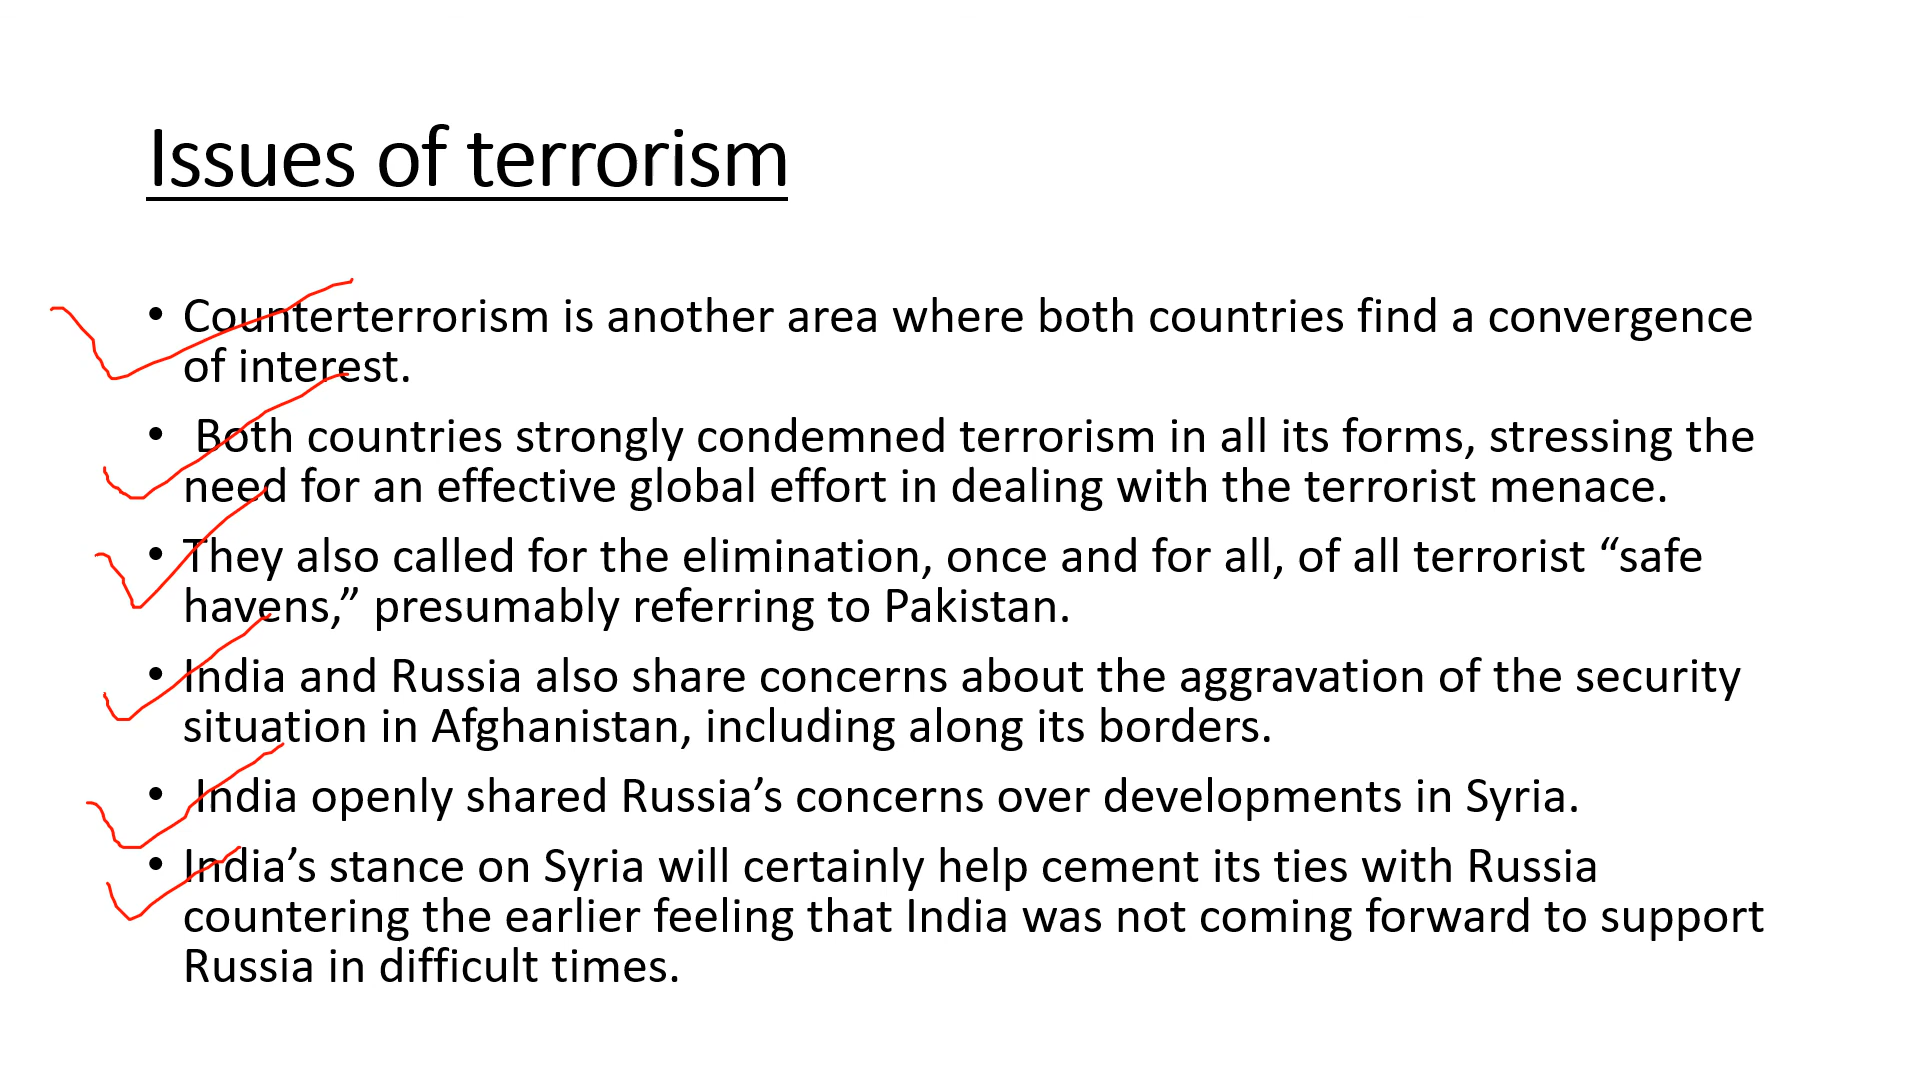 Issues of terrorism
• Counterterrorism is another area where both countries find a convergence
of interest.
• Both countries strongly condemned terrorism in all its forms, stressing the
need for an effective global effort in dealing with the terrorist menace.
• They also called for the elimination, once and for all, of all terrorist “safe
havens,” presumably referring to Pakistan.
• India and Russia also share concerns about the aggravation of the security
situation in Afghanistan, including along its borders.
• India openly shared Russia’s concerns over developments in Syria.
• India’s stance on Syria will certainly help cement its ties with Russia
countering the earlier feeling that India was not coming forward to support
Russia in difficult times.